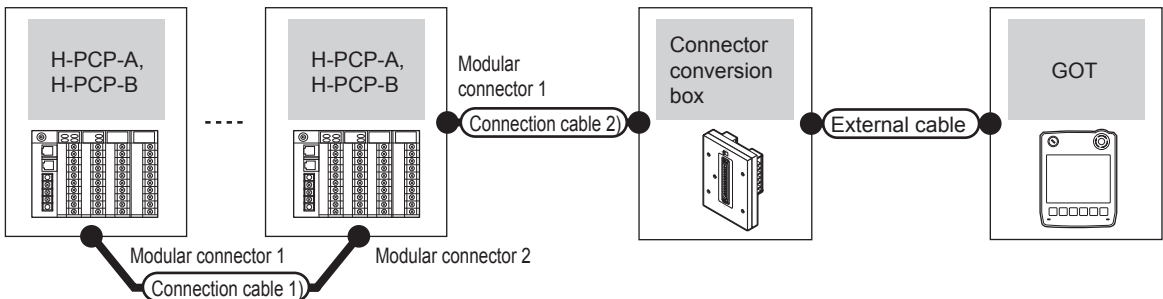 H-PCP-A,
H-PCP-B
H-PCP-A,
H-PCP-B
Modular
connector 1
Connection cable 2)
Connector
conversion
box
External cable
GOT
Modular connector 1
Modular connector 2
Connection cable 1)